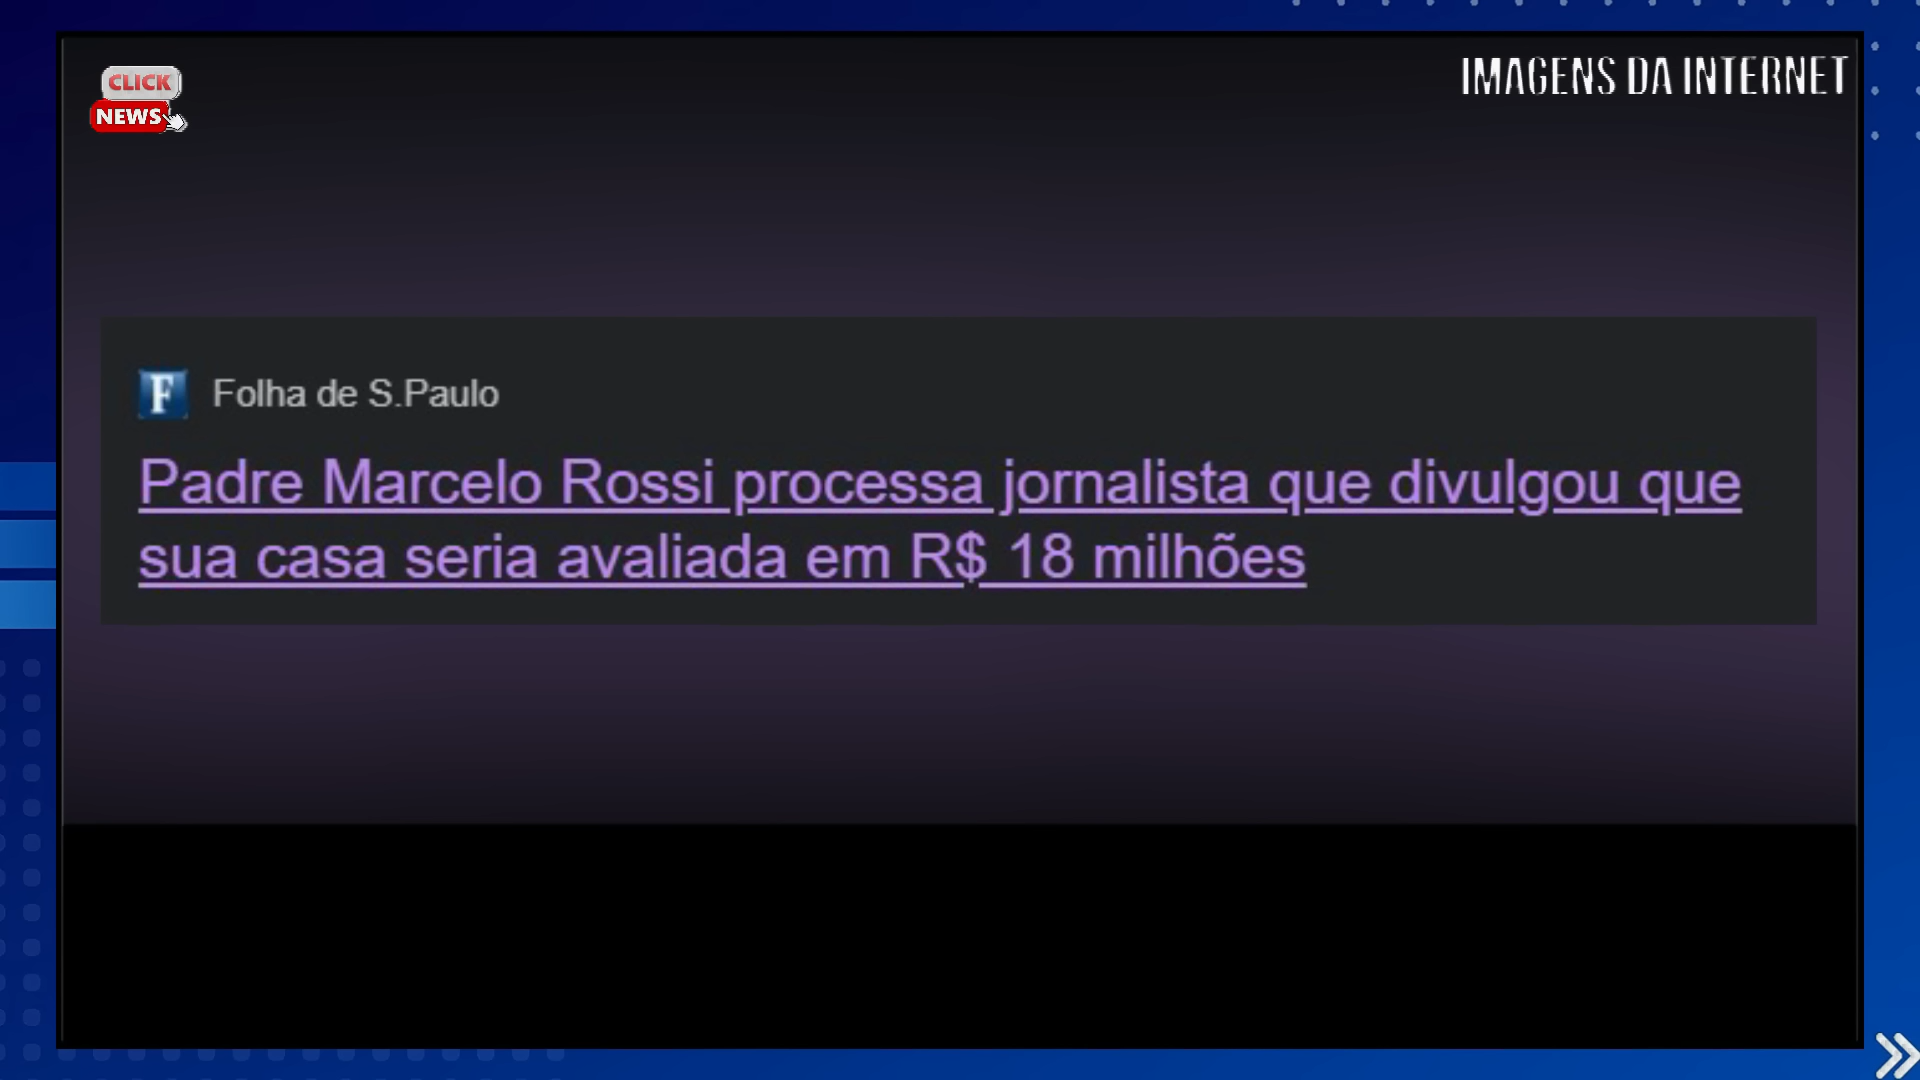 CLICK
NEWS
IMAGENS DA INTERNET
F Folha de S.Paulo
Padre Marcelo Rossi processa jornalista que divulgou que
sua casa seria avaliada em R$ 18 milhões